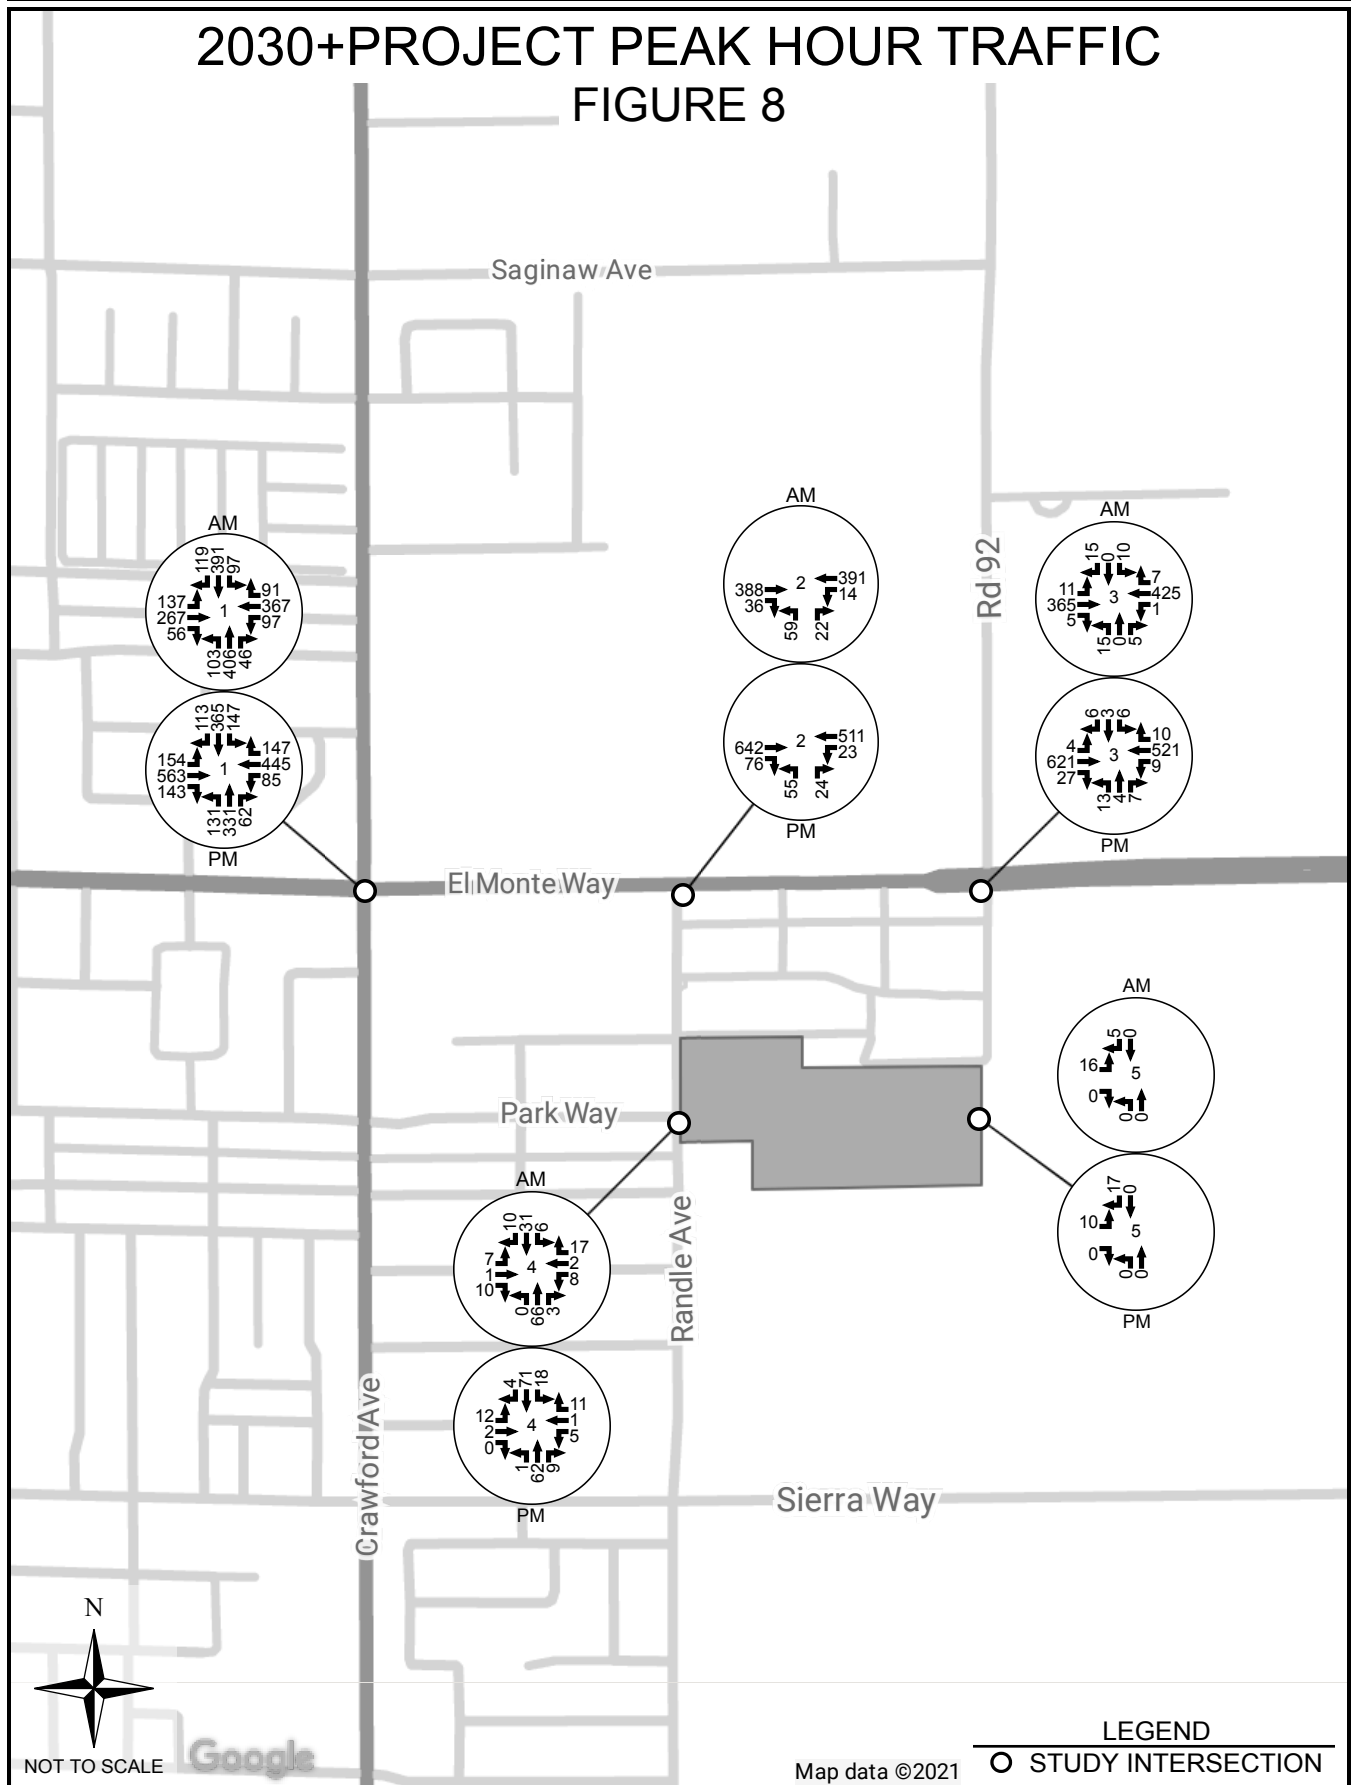 2030+PROJECT PEAK HOUR TRAFFIC
FIGURE 8
Saginaw Ave
AM
119 391 97
137 267 56
1
91 367 97
103 406 46
113 365 147
154 563 143
1
147 445 85
131 331 62
PM
AM
388 36
2
391 14
59 22
642 76
2
511 23
55 24
PM
Rd 92
AM
15 0 10
11 365 5
3
7 425 1
15 0 5
6 3 6
4 621 27
3
10 521 9
13 4 7
PM
El Monte Way
AM
5 0
16
5
0
0 0
17 0
10
5
0
0 0
PM
Park Way
AM
10 31 6
7 1 10
4
17 2 8
0 66 3
4 71 18
12 2 0
4
11 1 5
1 62 9
PM
Randle Ave
Crawford Ave
Sierra Way
N
NOT TO SCALE
Google
Map data ©2021
LEGEND
STUDY INTERSECTION